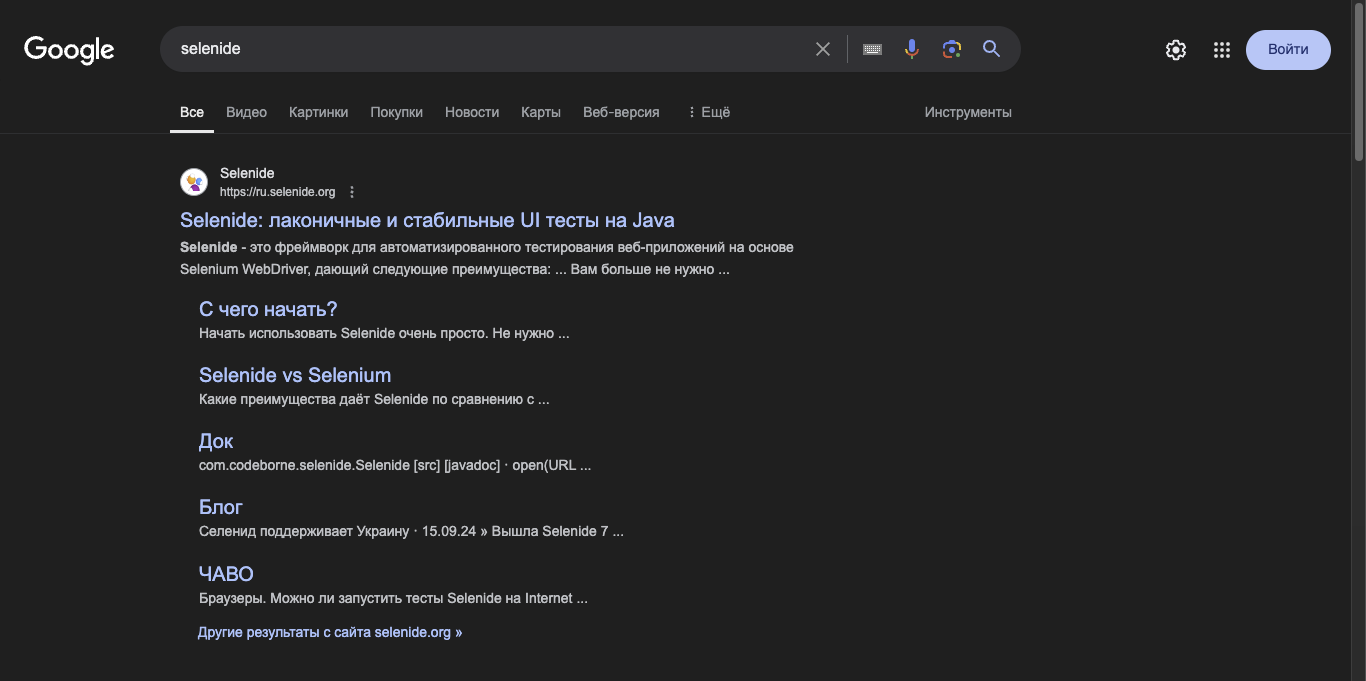 Google
selenide
Войти
Все Видео Картинки Покупки Новости Карты Веб-версия Ещё Инструменты
Selenide
https://ru.selenide.org
Selenide: лаконичные и стабильные UI тесты на Java
Selenide - это фреймворк для автоматизированного тестирования веб-приложений на основе
Selenium WebDriver, дающий следующие преимущества: ... Вам больше не нужно ...
С чего начать?
Начать использовать Selenide очень просто. Не нужно ...
Selenide vs Selenium
Какие преимущества даёт Selenide по сравнению с ...
Док
com.codeborne.selenide.Selenide [src] [javadoc] · open(URL ...
Блог
Селенид поддерживает Украину · 15.09.24 » Вышла Selenide 7 ...
ЧАВО
Браузеры. Можно ли запустить тесты Selenide на Internet ...
Другие результаты с сайта selenide.org »